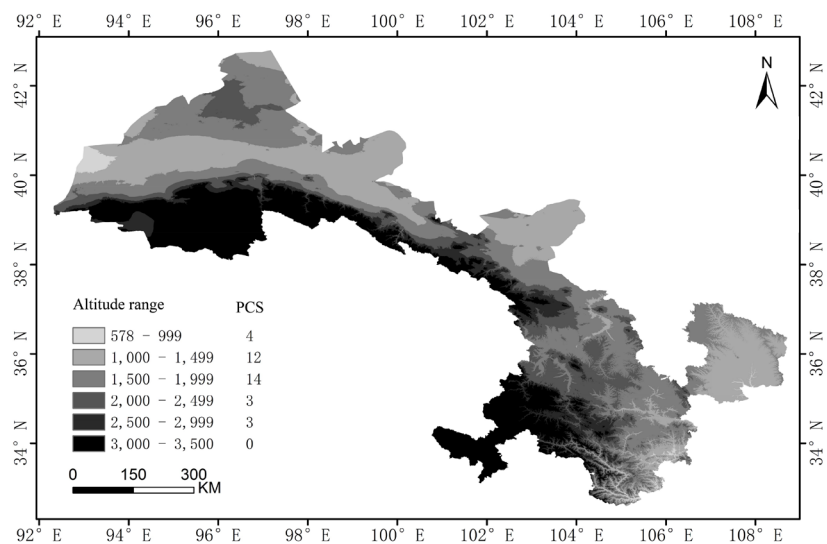 92° E 94° E 96° E 98° E 100° E 102° E 104° E 106° E 108° E
N
42° N 42° N
40° N 40° N
38° N 38° N
36° N 36° N
34° N 34° N
Altitude range PCS
578 - 999 4
1,000 - 1,499 12
1,500 - 1,999 14
2,000 - 2,499 3
2,500 - 2,999 3
3,000 - 3,500 0
0 150 300
KM
92° E 94° E 96° E 98° E 100° E 102° E 104° E 106° E 108° E